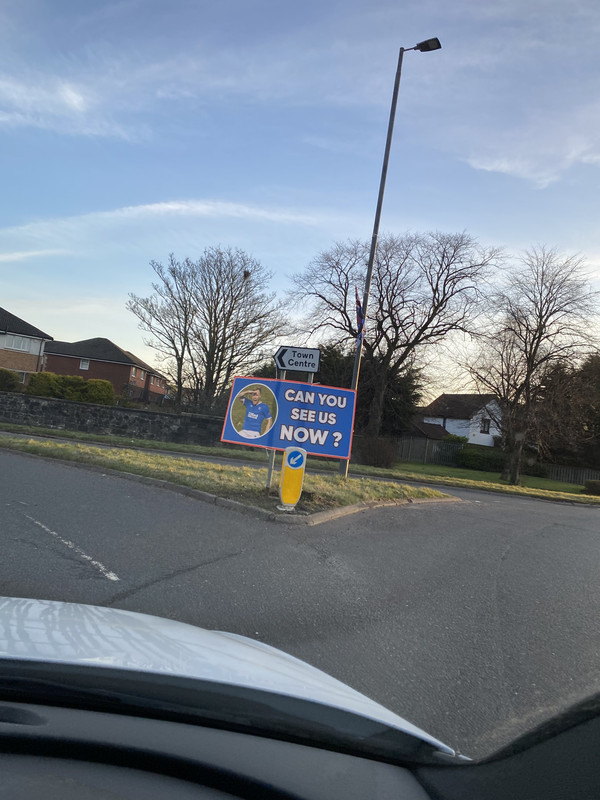 Town
Centre
CAN YOU
SEE US
NOW ?